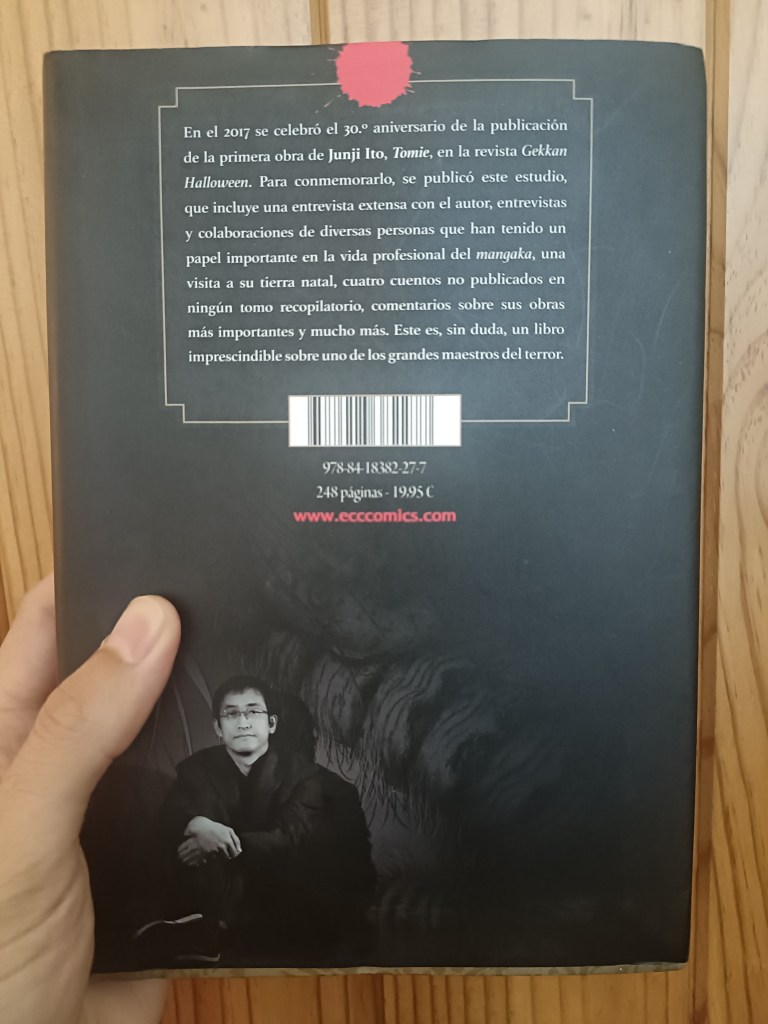 En el 2017 se celebró el 30.º aniversario de la publicación
de la primera obra de Junji Ito, Tomie, en la revista Gekkan
Halloween. Para conmemorarlo, se publicó este estudio,
que incluye una entrevista extensa con el autor, entrevistas
y colaboraciones de diversas personas que han tenido un
papel importante en la vida profesional del mangaka, una
visita a su tierra natal, cuatro cuentos no publicados en
ningún tomo recopilatorio, comentarios sobre sus obras
más importantes y mucho más. Este es, sin duda, un libro
imprescindible sobre uno de los grandes maestros del terror.
978-84-18382-27-7
248 páginas - 19,95 €
www.ecccomics.com